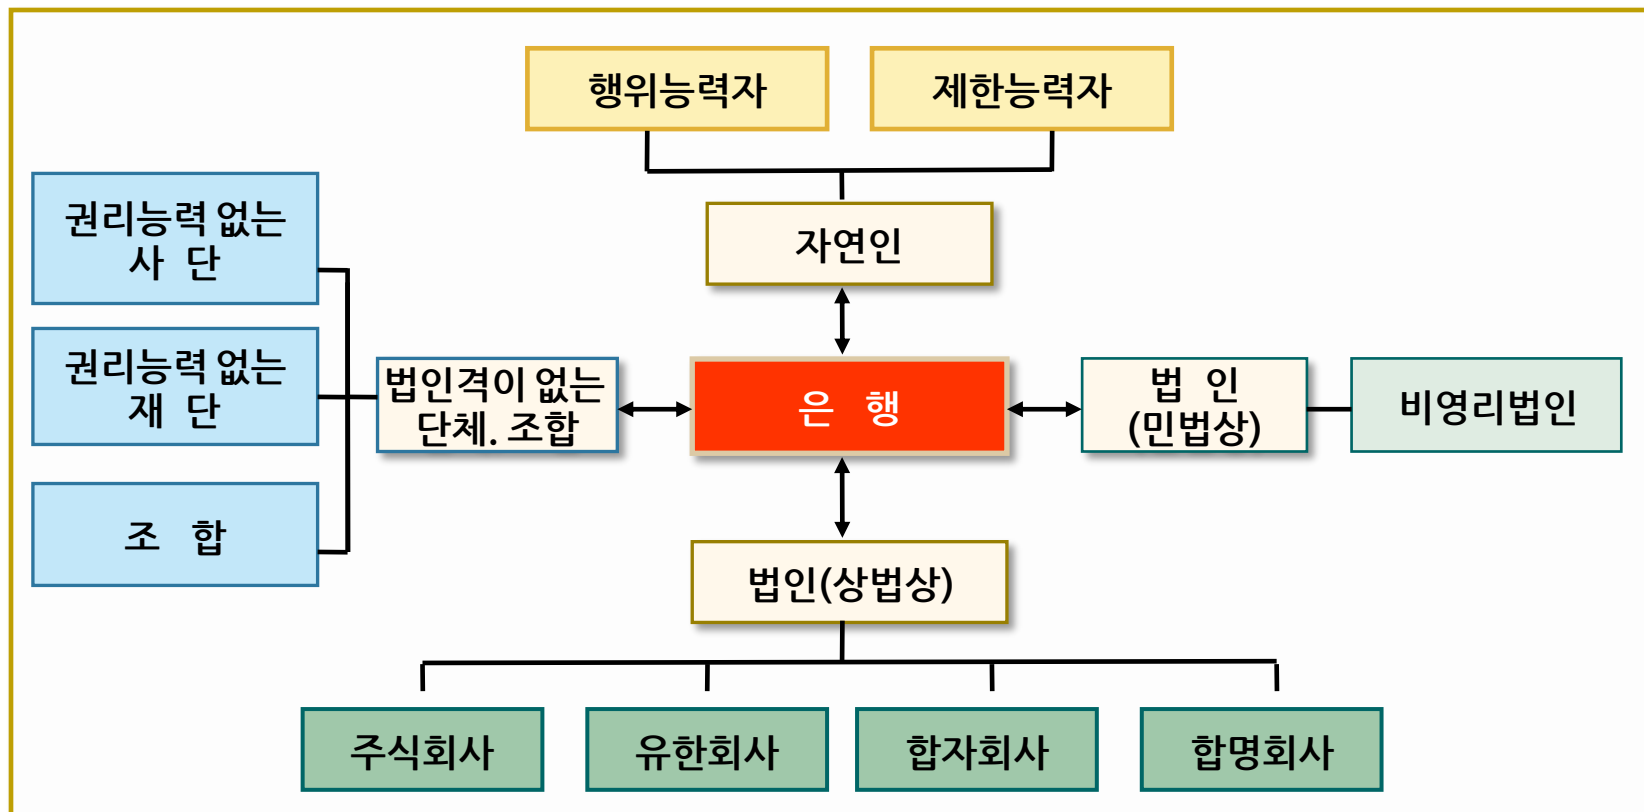 행위능력자
제한능력자
권리능력 없는
사 단
자연인
권리능력 없는
재 단
법인격이 없는
단체. 조합
은 행
법 인
(민법상)
비영리법인
조 합
법인(상법상)
주식회사
유한회사
합자회사
합명회사